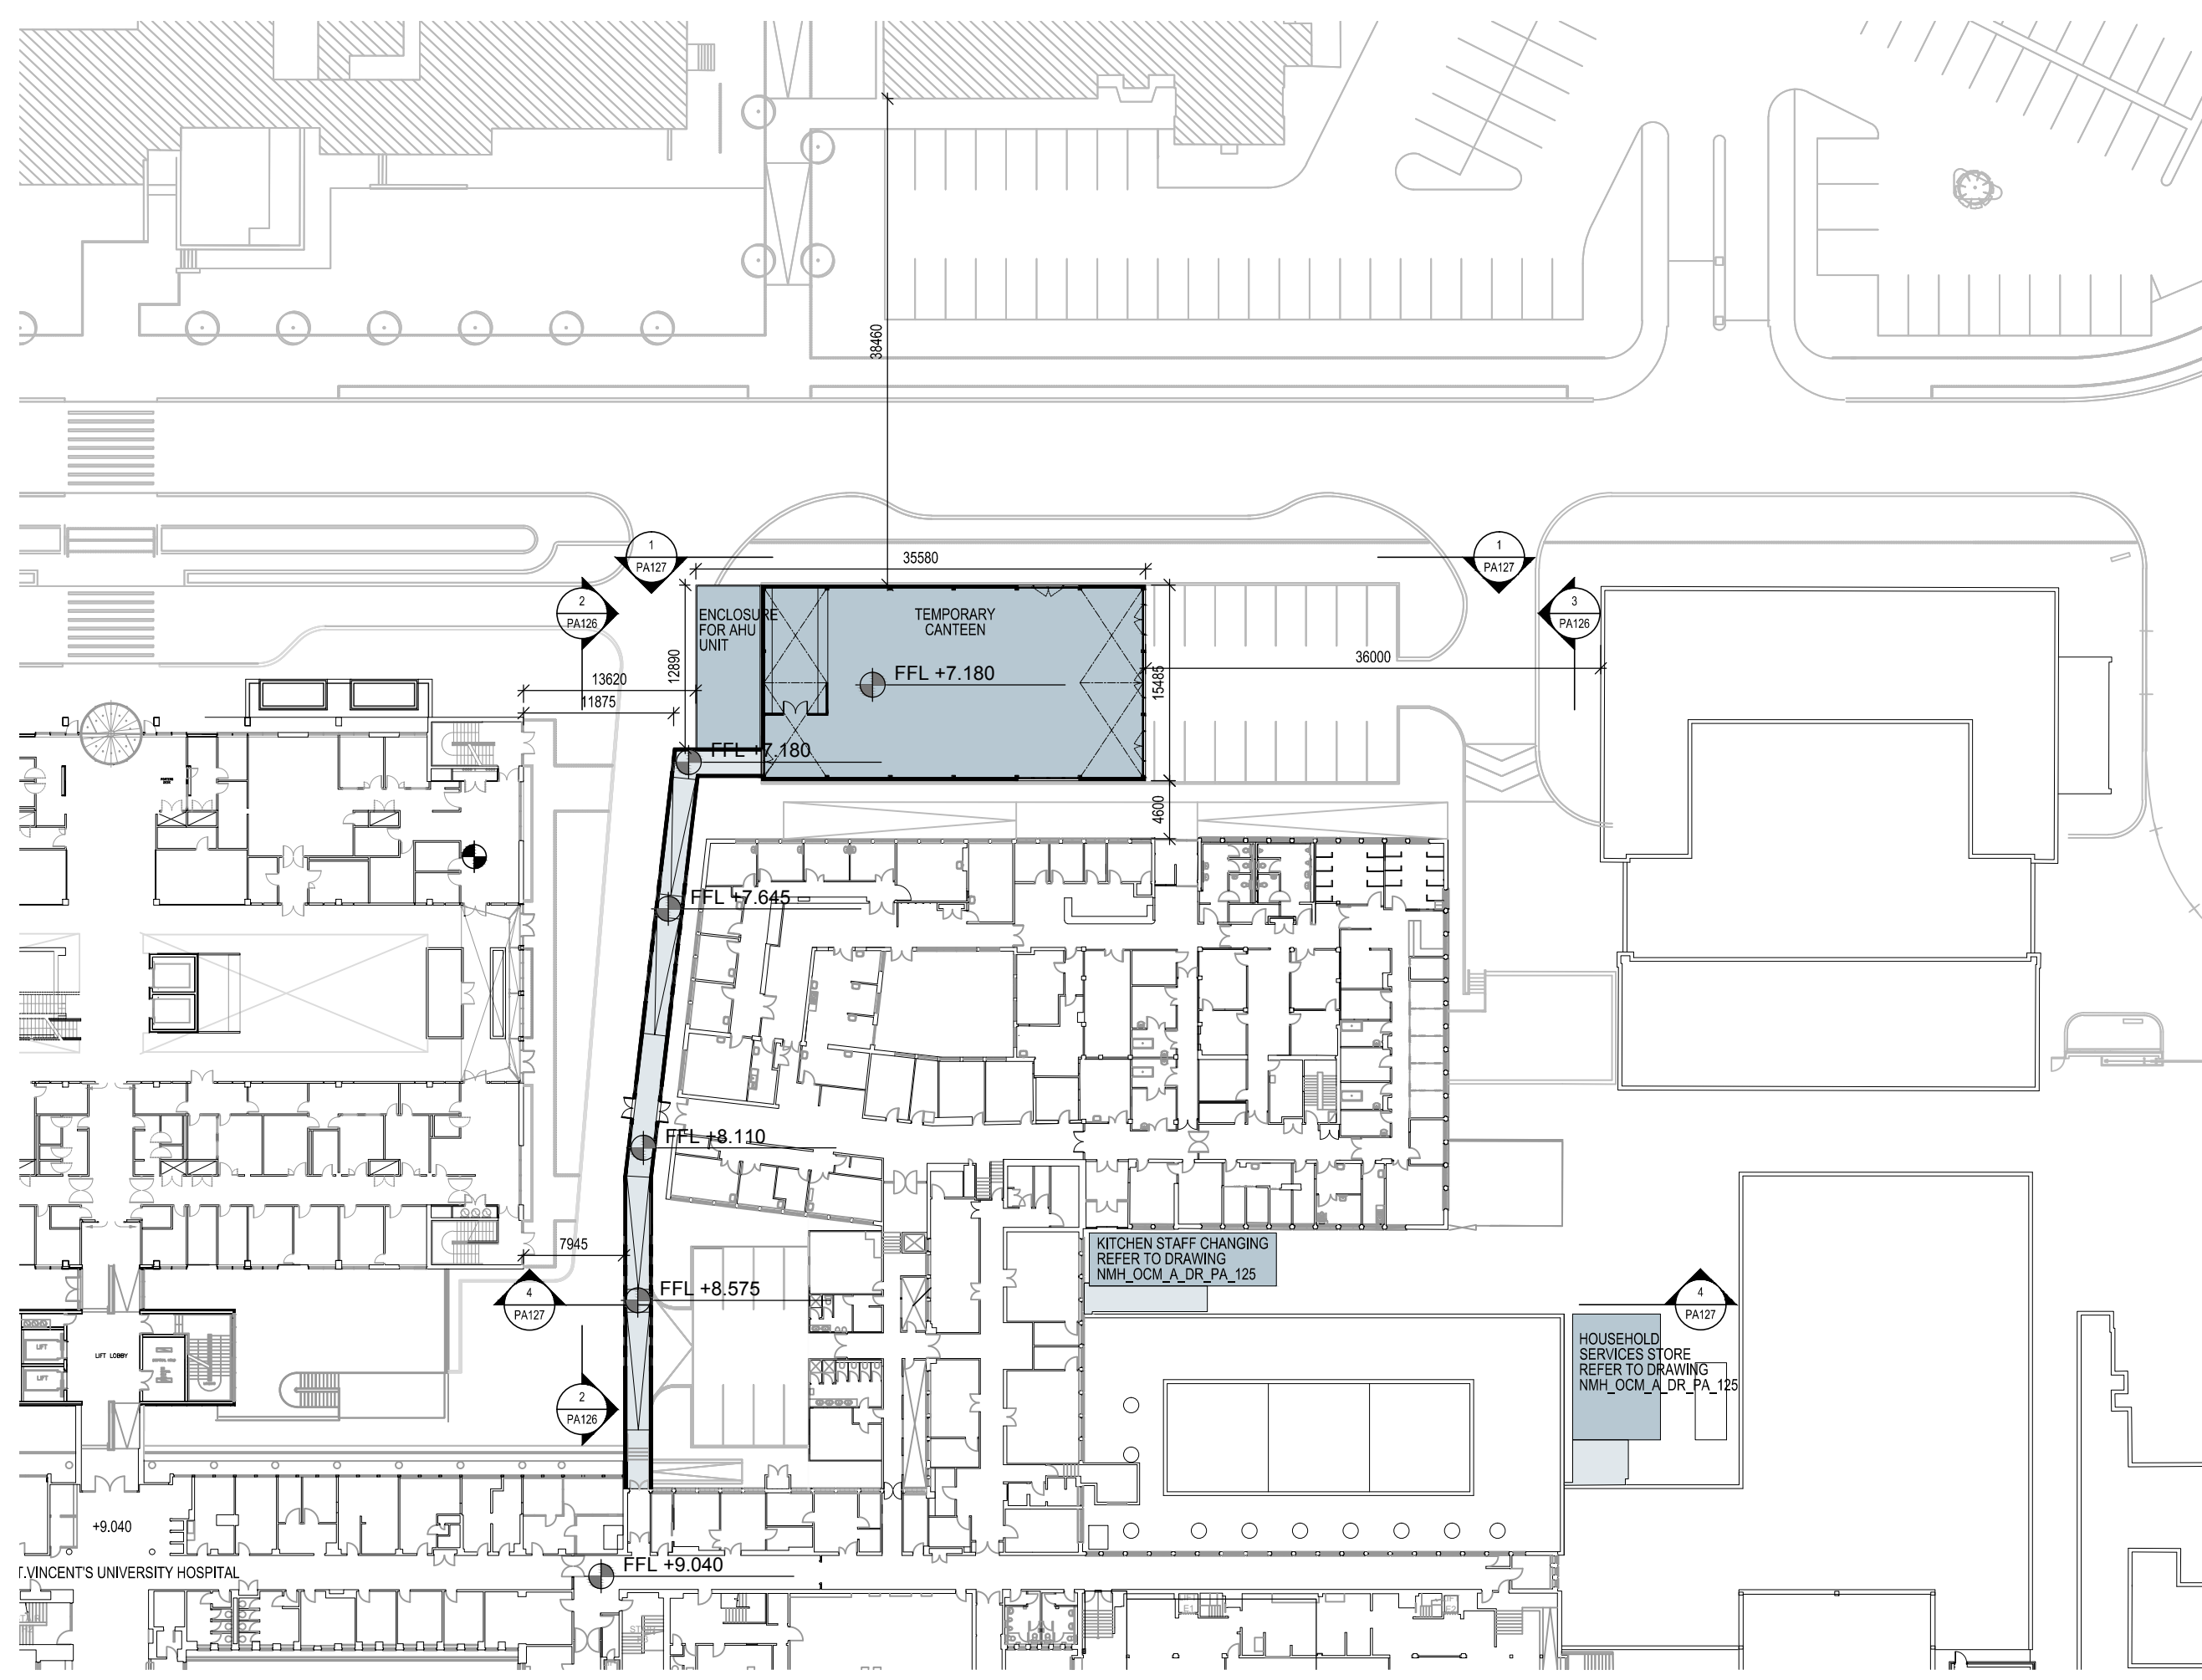 38460
35580
1
PA127
1
PA127
2
PA126
3
PA126
ENCLOSURE
FOR AHU
UNIT
TEMPORARY
CANTEEN
12890
FFL +7.180
15485
36000
13620
11875
FFL +7.180
4600
FFL +7.645
FFL +8.110
7945
KITCHEN STAFF CHANGING
REFER TO DRAWING
NMH_OCM_A_DR_PA_125
FFL +8.575
4
PA127
4
PA127
HOUSEHOLD
SERVICES STORE
REFER TO DRAWING
NMH_OCM_A_DR_PA_125
LIFT
LIFT LOBBY
LIFT
2
PA126
+9.040
FFL +9.040
T.VINCENT'S UNIVERSITY HOSPITAL